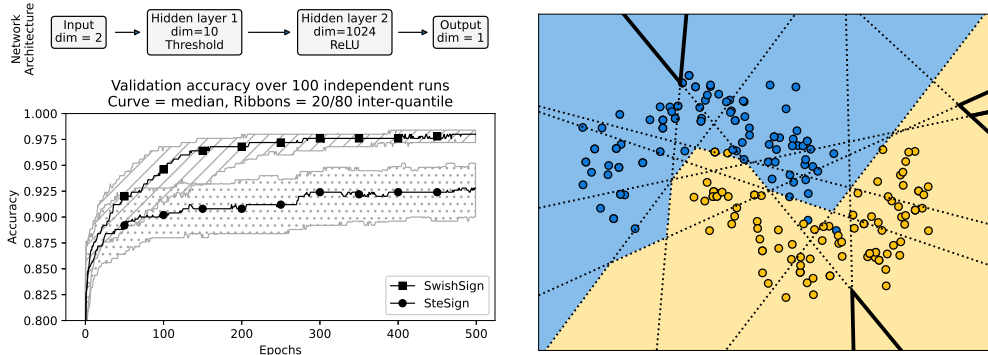 Network
Architecture
Input
dim = 2
Hidden layer 1
dim=10
Threshold
Hidden layer 2
dim=1024
ReLU
Output
dim = 1
Validation accuracy over 100 independent runs
Curve = median, Ribbons = 20/80 inter-quantile
Accuracy
1.000
0.975
0.950
0.925
0.900
0.875
0.850
0.825
0.800
SwishSign
SteSign
0
100
200
300
400
500
Epochs